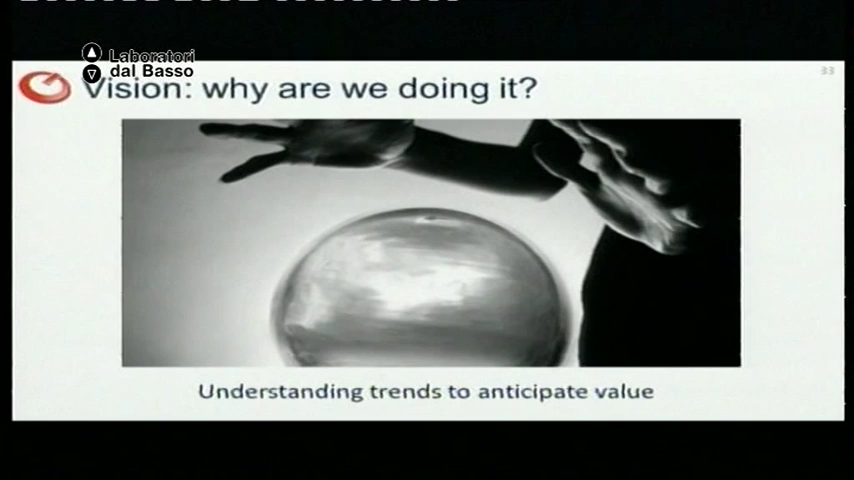 Laboratori
dal Basso
33
Vision: why are we doing it?
Understanding trends to anticipate value